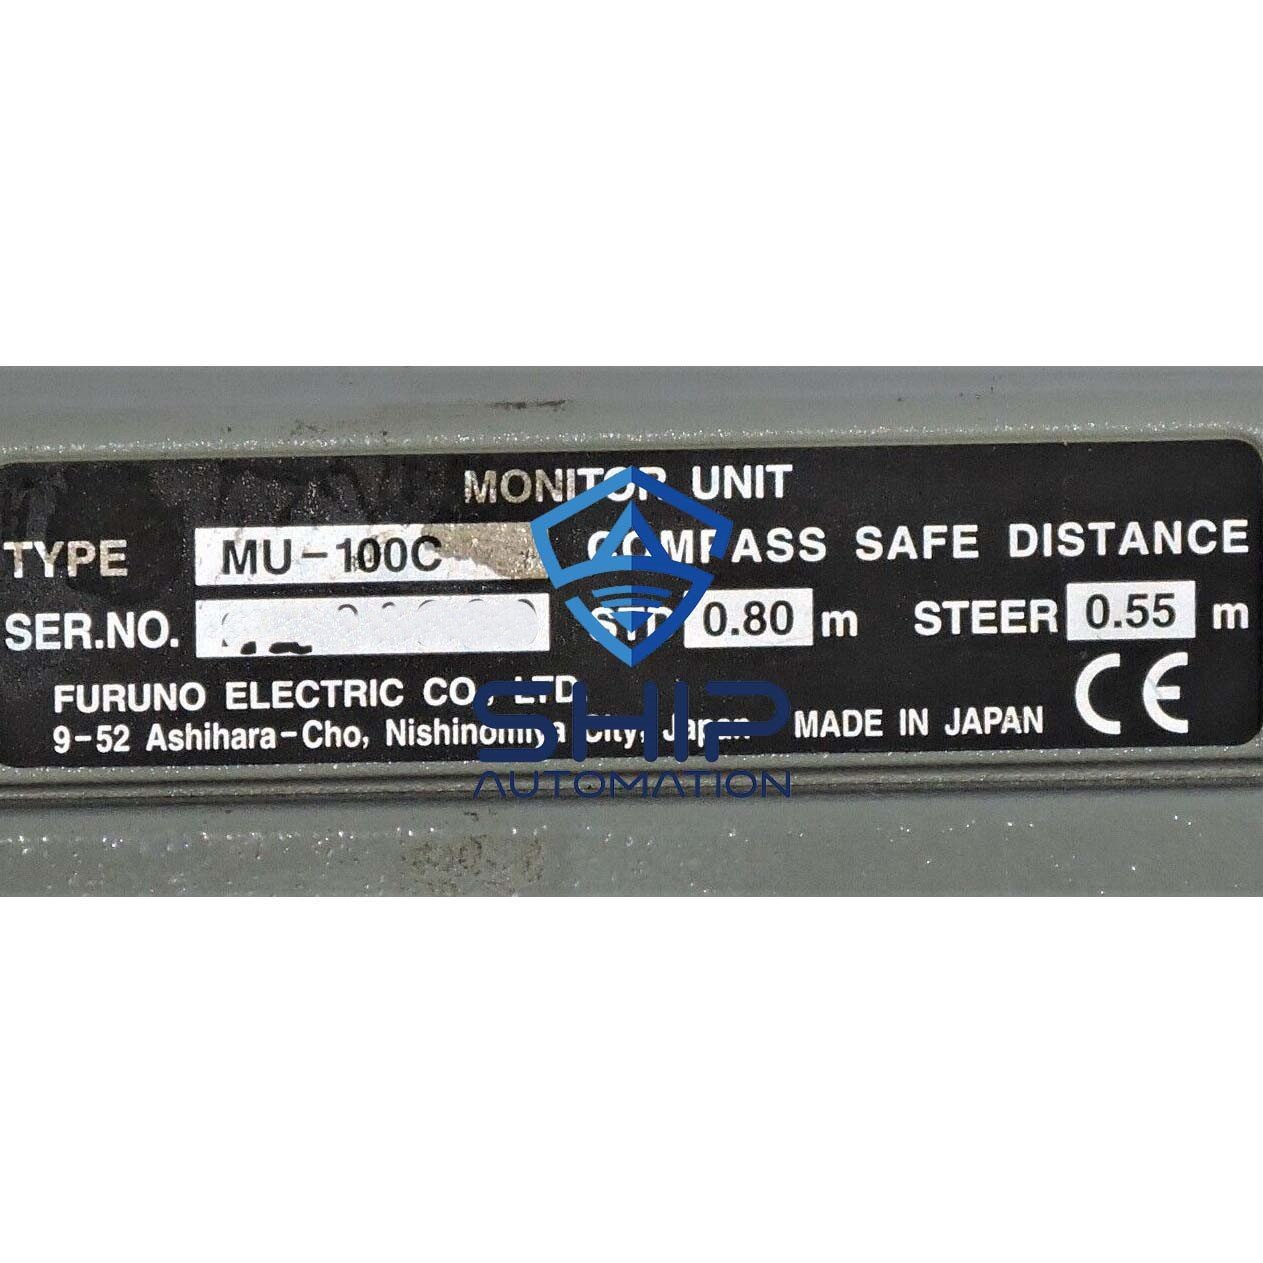 MONITOR UNIT
TYPE MU-100C COMPASS SAFE DISTANCE
SER.NO. STD 0.80 m STEER 0.55 m
FURUNO ELECTRIC CO., LTD.
9-52 Ashihara-Cho, Nishinomiya City, Japan MADE IN JAPAN CE
SHIP
AUTOMATION